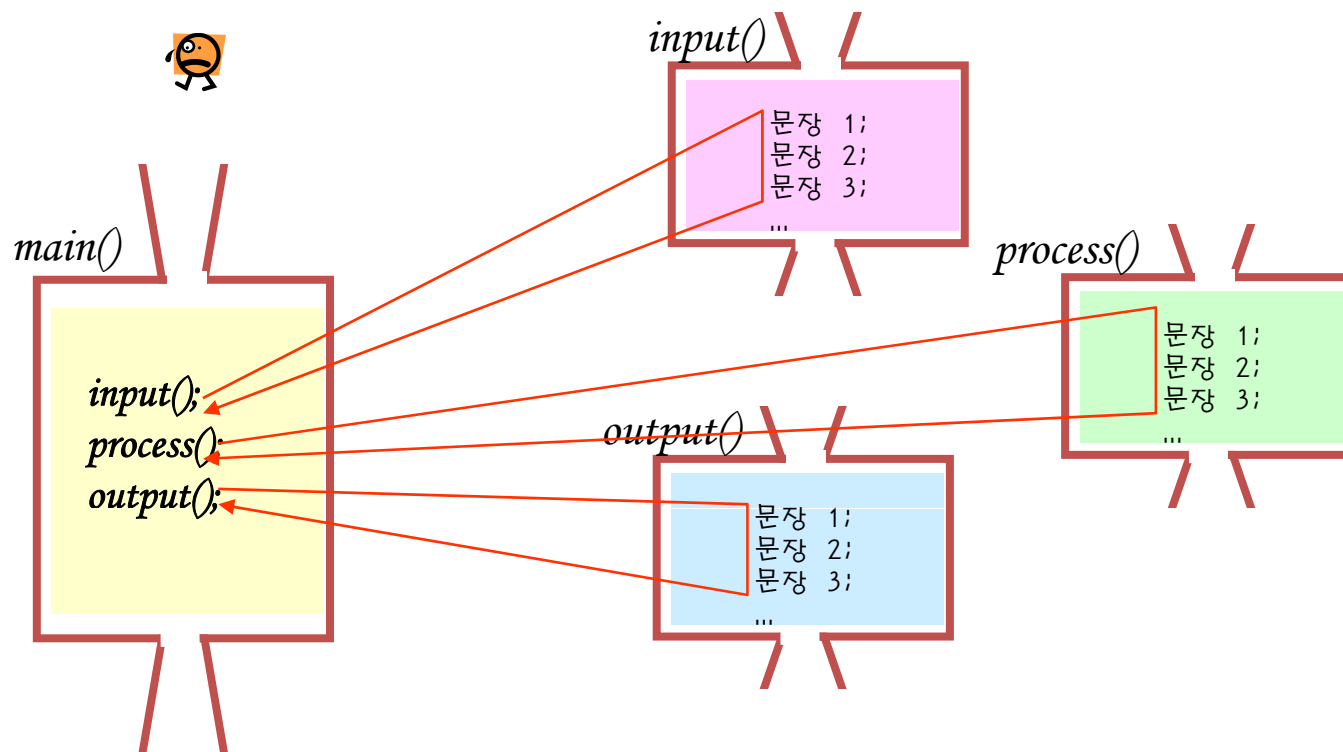 main()
input();
process();
output();
input()
문장 1;
문장 2;
문장 3;
...
process()
문장 1;
문장 2;
문장 3;
...
output()
문장 1;
문장 2;
문장 3;
...